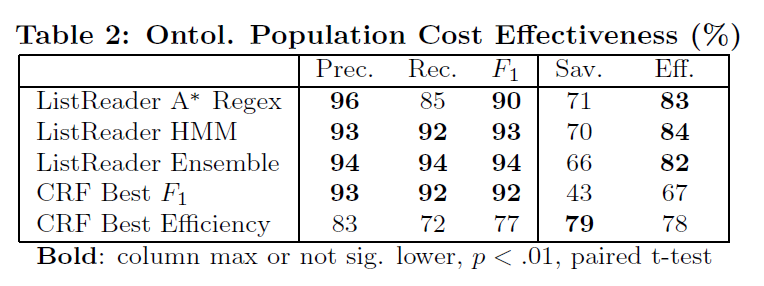 Table 2: Ontol. Population Cost Effectiveness (%)
Prec. Rec. F1 Sav. Eff.
ListReader A* Regex 96 85 90 71 83
ListReader HMM 93 92 93 70 84
ListReader Ensemble 94 94 94 66 82
CRF Best F1 93 92 92 43 67
CRF Best Efficiency 83 72 77 79 78
Bold: column max or not sig. lower, p < .01, paired t-test